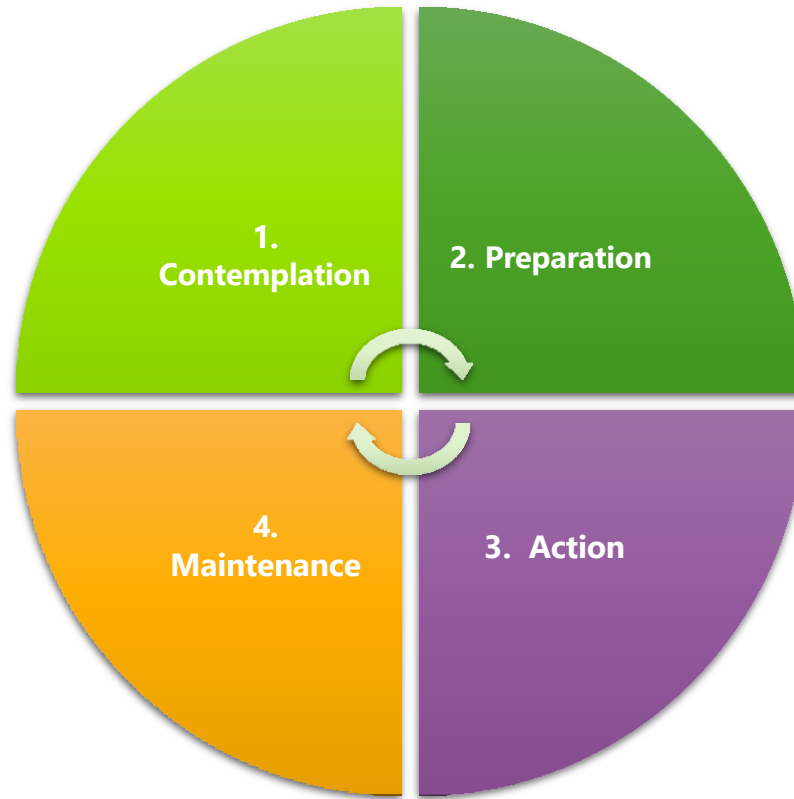 1.
Contemplation
2. Preparation
3.  Action
4.
Maintenance